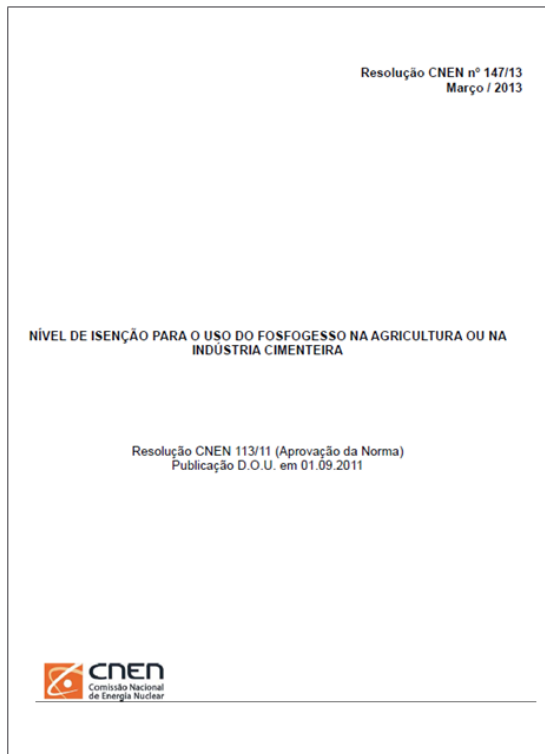 Resolução CNEN nº 147/13
Março / 2013
NÍVEL DE ISENÇÃO PARA O USO DO FOSFOGESSO NA AGRICULTURA OU NA
INDÚSTRIA CIMENTEIRA
Resolução CNEN 113/11 (Aprovação da Norma)
Publicação D.O.U. em 01.09.2011
CNEN
Comissão Nacional
de Energia Nuclear